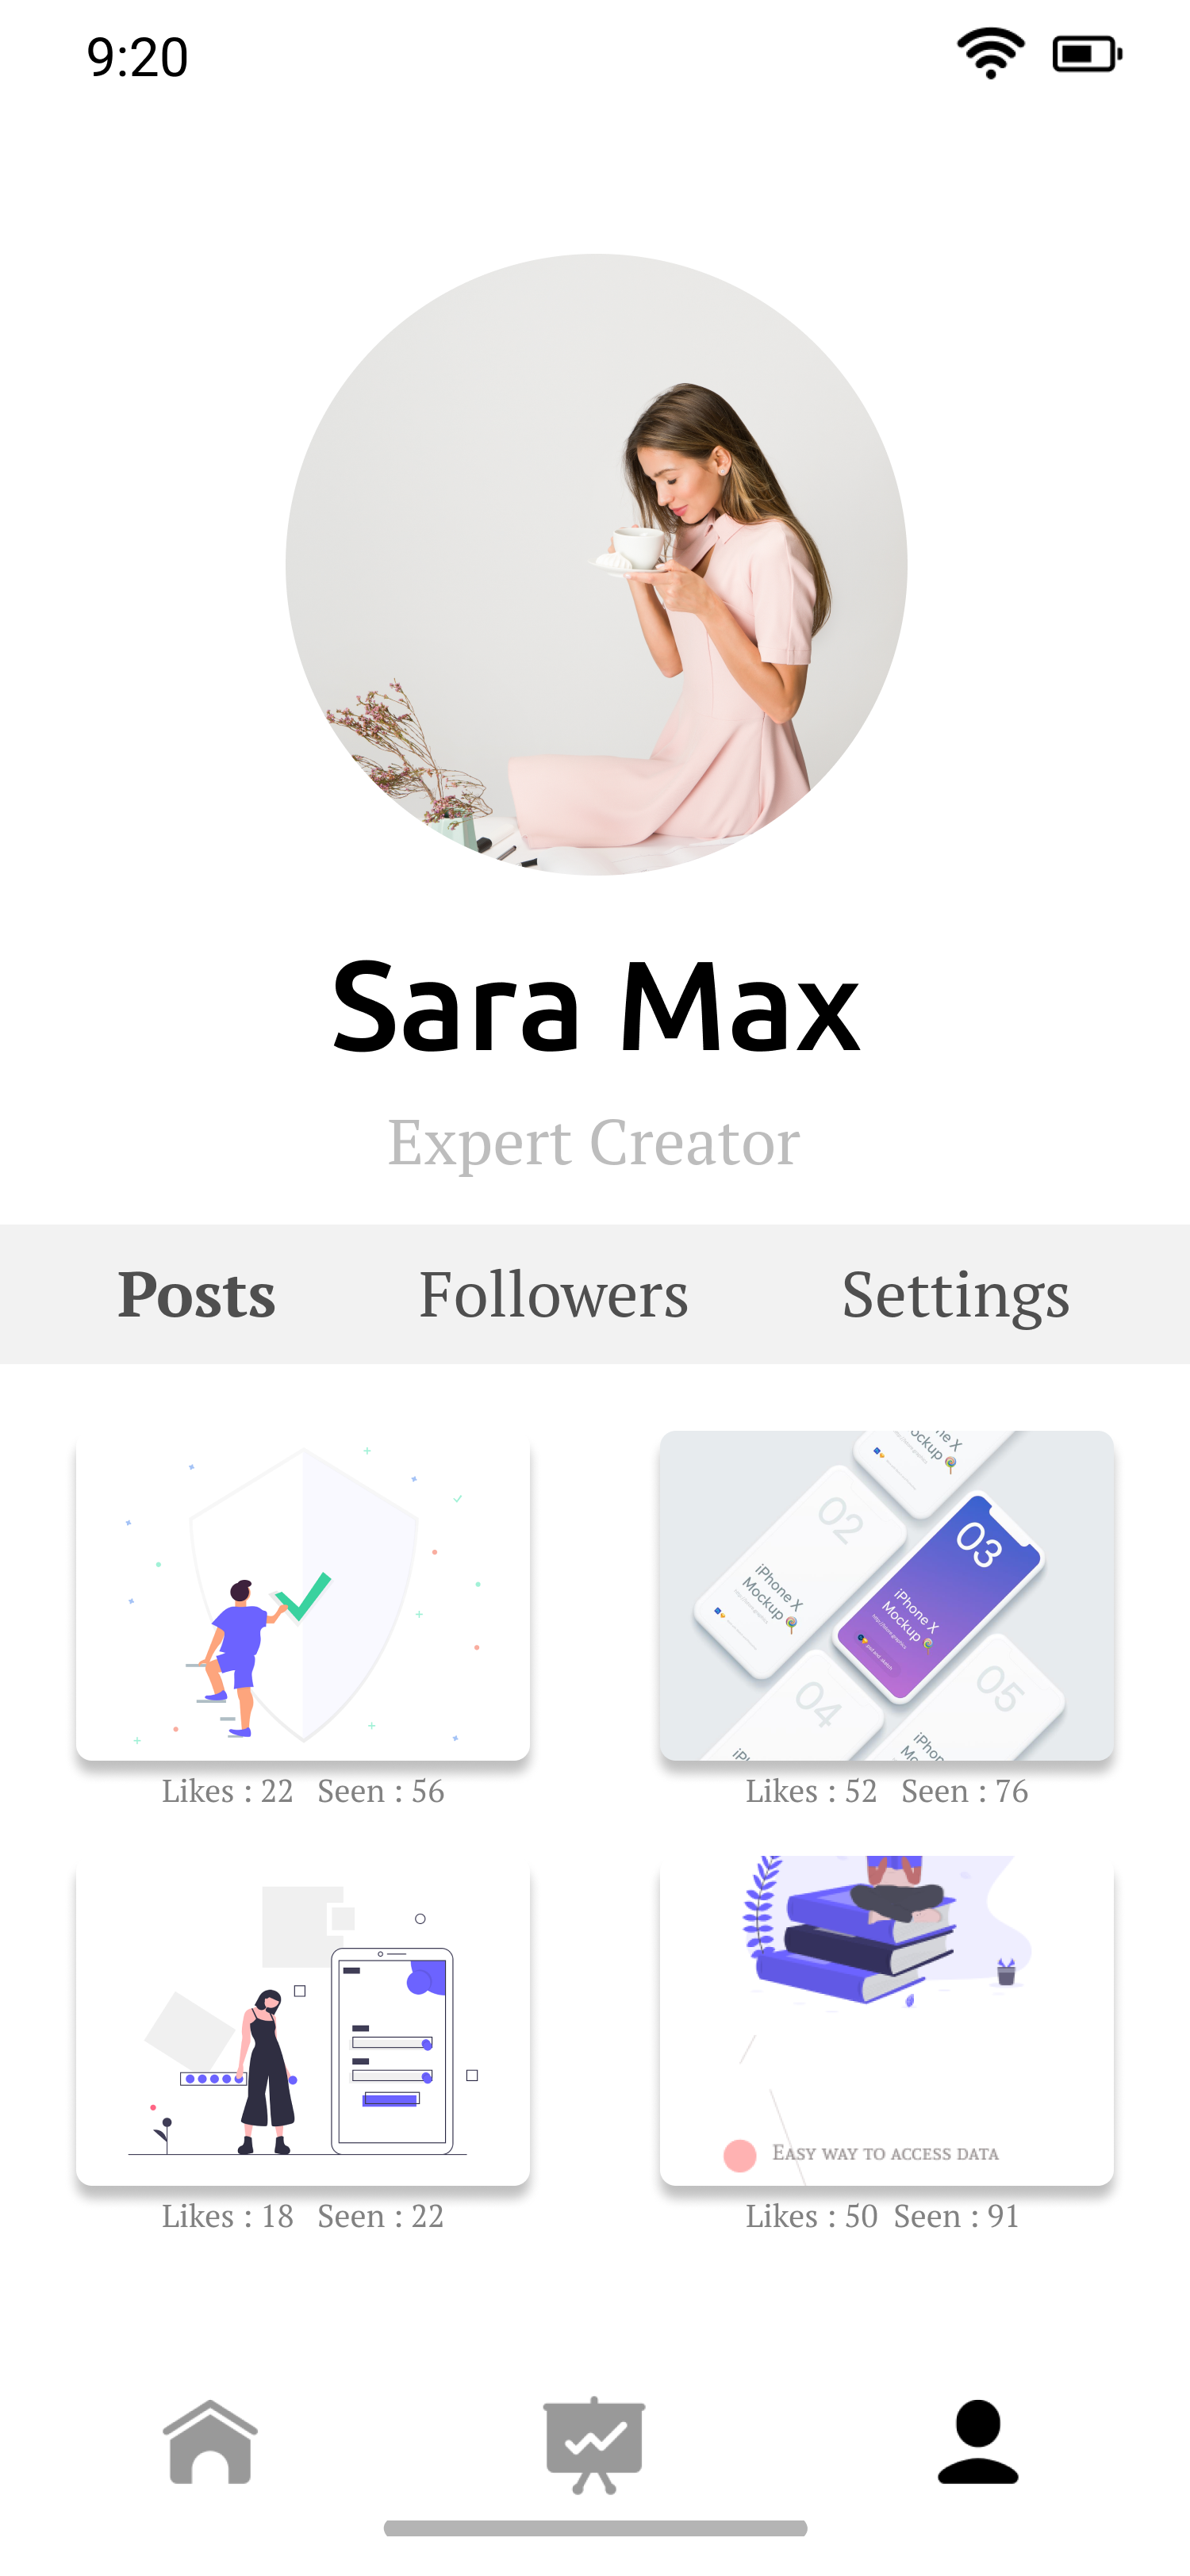 9:20
Sara Max
Expert Creator
Posts Followers Settings
02
iPhone X
Mockup
03
iPhone X
Mockup
04
05
Likes : 22 Seen : 56
Likes : 52 Seen : 76
Easy way to access data
Likes : 18 Seen : 22
Likes : 50 Seen : 91